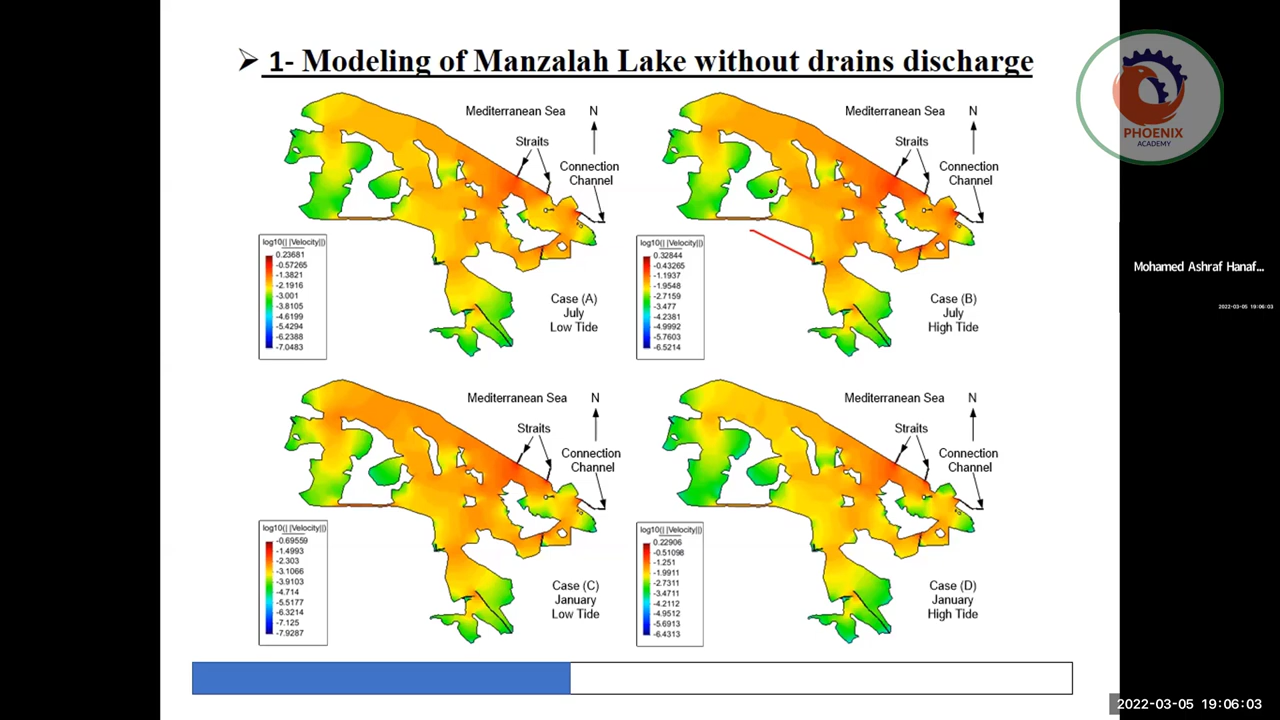 ➢ 1- Modeling of Manzalah Lake without drains discharge
Mediterranean Sea N
Straits
Connection
Channel
log10(| |Velocity||)
0.23681
-0.57265
-1.3821
-2.1916
-3.001
-3.8105
-4.6199
-5.4294
-6.2388
-7.0483
Case (A)
July
Low Tide
Mediterranean Sea N
Straits
Connection
Channel
log10(| |Velocity||)
0.32844
-0.43265
-1.1937
-1.9548
-2.7159
-3.477
-4.2381
-4.9992
-5.7603
-6.5214
Case (B)
July
High Tide
Mediterranean Sea N
Straits
Connection
Channel
log10(| |Velocity||)
-0.69559
-1.4993
-2.303
-3.1066
-3.9103
-4.714
-5.5177
-6.3214
-7.125
-7.9287
Case (C)
January
Low Tide
Mediterranean Sea N
Straits
Connection
Channel
log10(| |Velocity||)
0.22906
-0.51098
-1.251
-1.9911
-2.7311
-3.4711
-4.2112
-4.9512
-5.6913
-6.4313
Case (D)
January
High Tide
PHOENIX
ACADEMY
Mohamed Ashraf Hanaf...
2022-03-05 19:06:03
2022-03-05 19:06:03